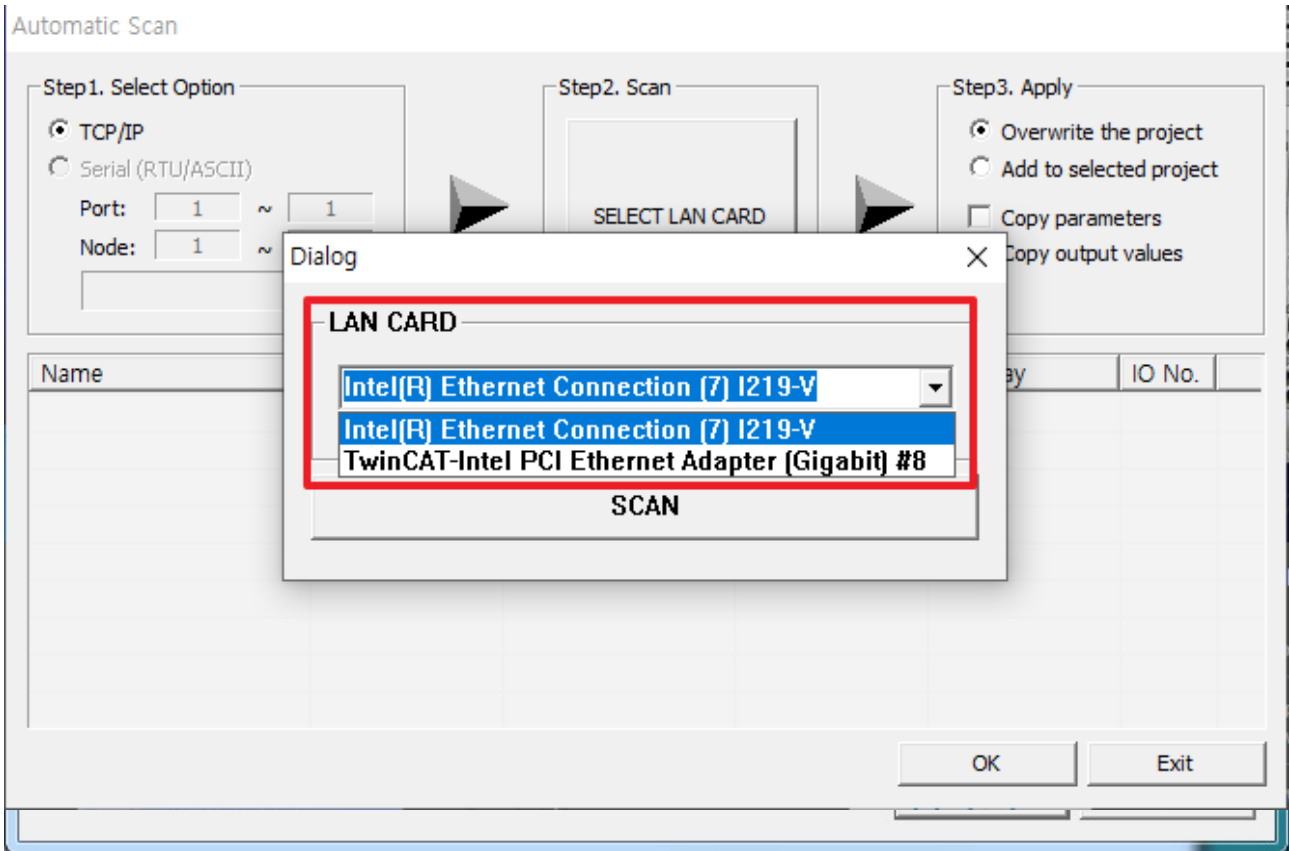 Automatic Scan
Step1. Select Option
TCP/IP
Serial (RTU/ASCII)
Port: 1 ~ 1
Node: 1 ~
Step2. Scan
SELECT LAN CARD
Step3. Apply
Overwrite the project
Add to selected project
Copy parameters
Copy output values
Dialog
LAN CARD
Intel(R) Ethernet Connection (7) I219-V
Intel(R) Ethernet Connection (7) I219-V
TwinCAT-Intel PCI Ethernet Adapter (Gigabit) #8
SCAN
Name
ay
IO No.
OK
Exit